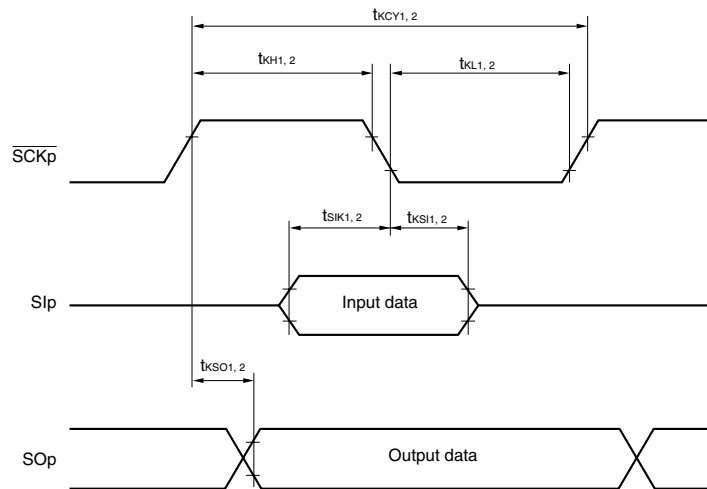 tKCY1, 2
tKH1, 2
tKL1, 2
SCKp
tSIK1, 2
tKSI1, 2
SIp
Input data
tKSO1, 2
SOp
Output data